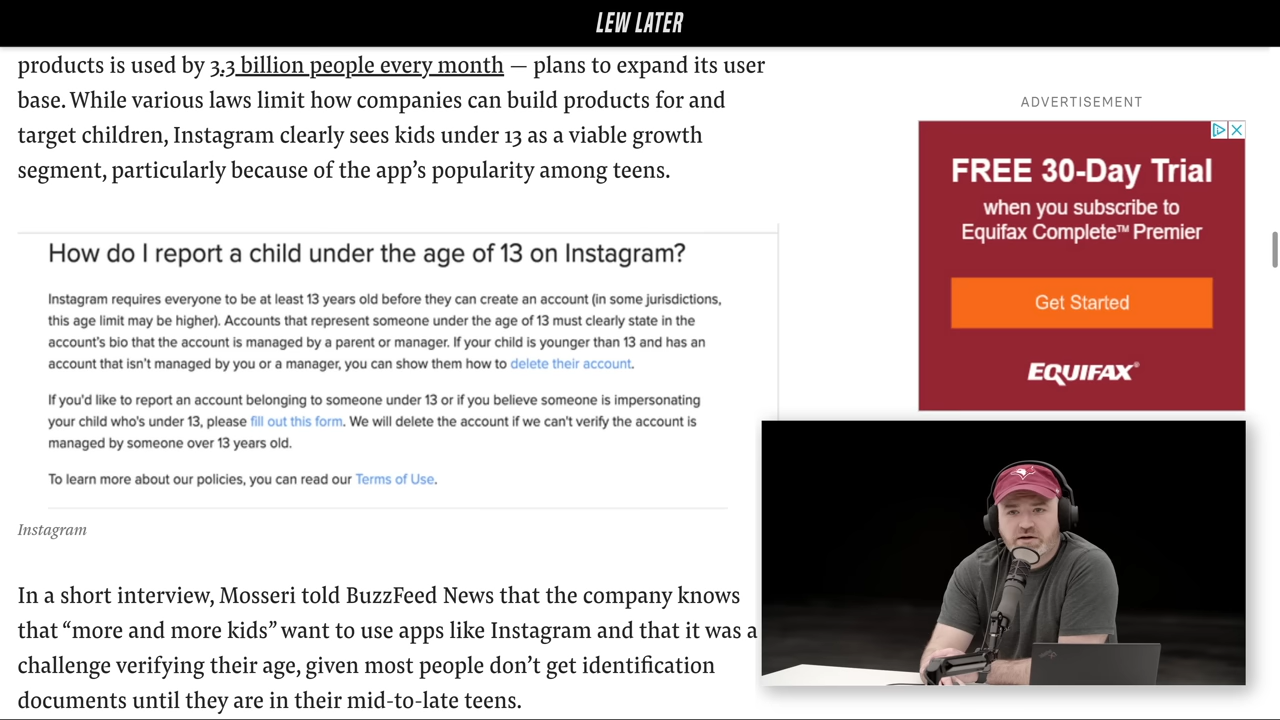 LEW LATER
products is used by 3.3 billion people every month — plans to expand its user
base. While various laws limit how companies can build products for and
target children, Instagram clearly sees kids under 13 as a viable growth
segment, particularly because of the app’s popularity among teens.
How do I report a child under the age of 13 on Instagram?
Instagram requires everyone to be at least 13 years old before they can create an account (in some jurisdictions,
this age limit may be higher). Accounts that represent someone under the age of 13 must clearly state in the
account's bio that the account is managed by a parent or manager. If your child is younger than 13 and has an
account that isn't managed by you or a manager, you can show them how to delete their account.
If you'd like to report an account belonging to someone under 13 or if you believe someone is impersonating
your child who's under 13, please fill out this form. We will delete the account if we can't verify the account is
managed by someone over 13 years old.
To learn more about our policies, you can read our Terms of Use.
Instagram
In a short interview, Mosseri told BuzzFeed News that the company knows
that “more and more kids” want to use apps like Instagram and that it was a
challenge verifying their age, given most people don’t get identification
documents until they are in their mid-to-late teens.
ADVERTISEMENT
FREE 30-Day Trial
when you subscribe to
Equifax Complete™ Premier
Get Started
EQUIFAX®